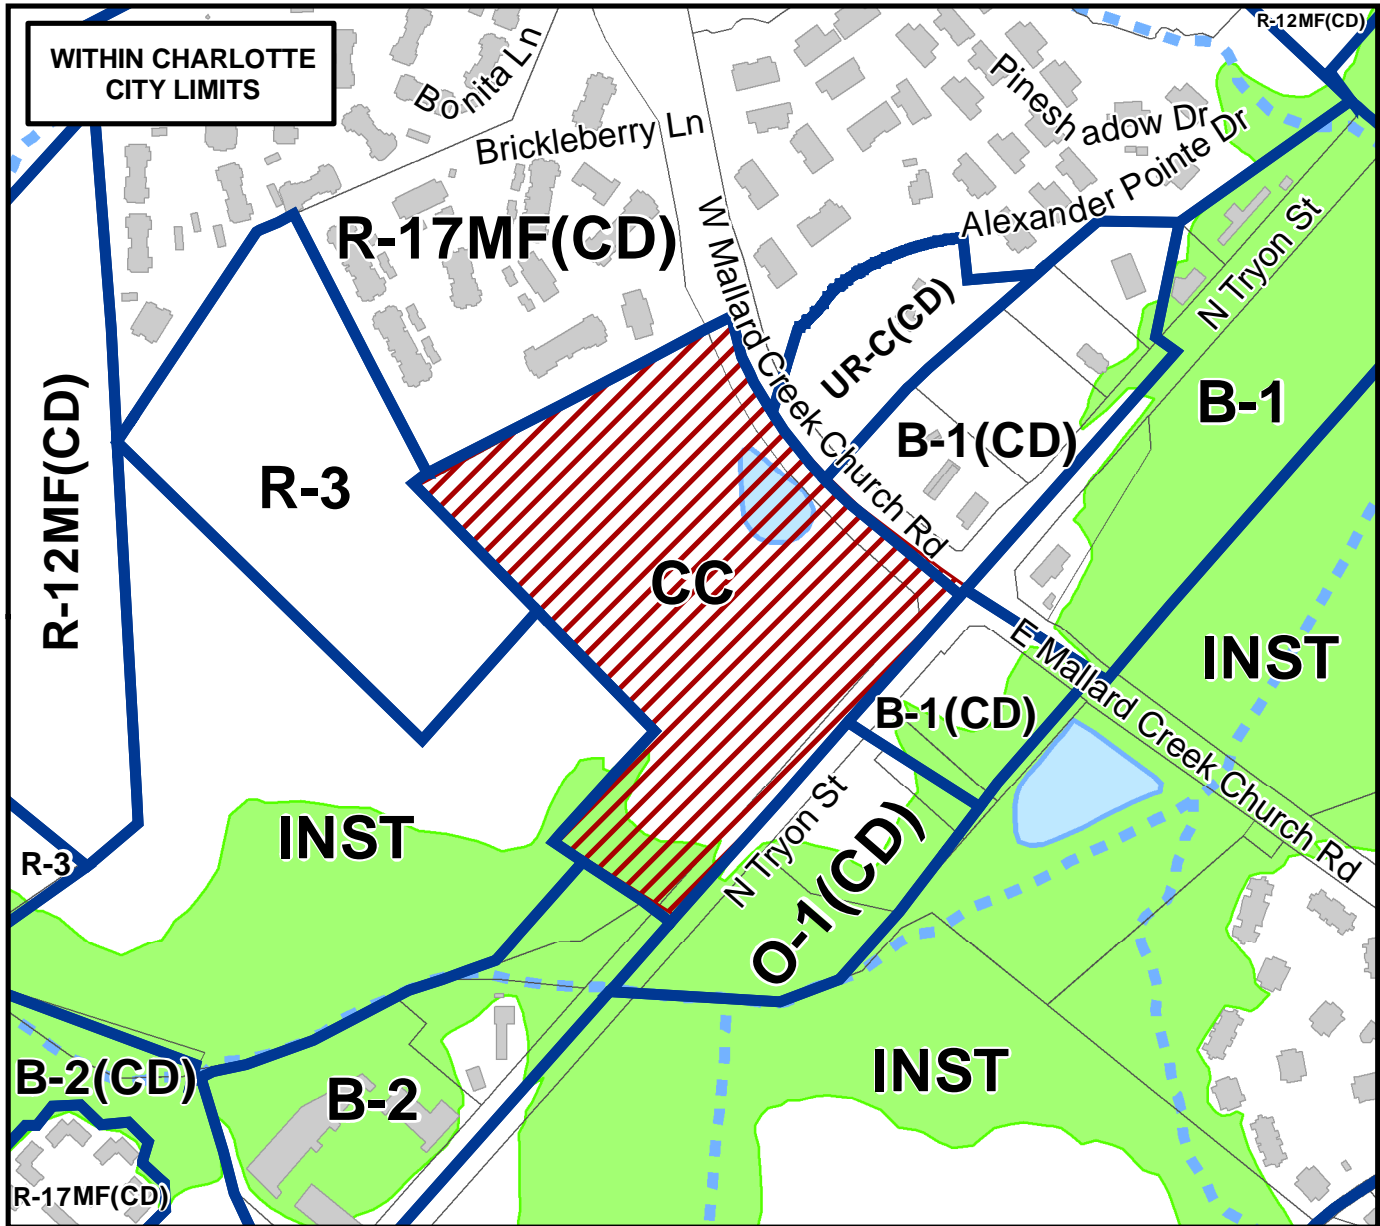 R-12MF(CD)
WITHIN CHARLOTTE
CITY LIMITS
Bonita Ln
Brickleberry Ln
Pineshadow Dr
Alexander Pointe Dr
R-17MF(CD)
W Mallard Creek Church Rd
N Tryon St
UR-C(CD)
B-1
B-1(CD)
R-12MF(CD)
R-3
CC
E Mallard Creek Church Rd
INST
B-1(CD)
N Tryon St
INST
O-1(CD)
R-3
INST
B-2(CD)
B-2
R-17MF(CD)